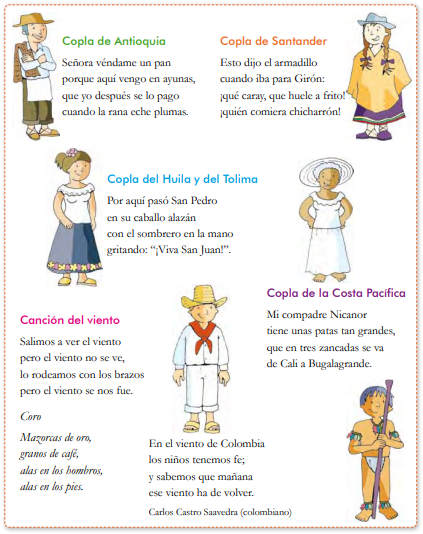 Copla de Antioquia
Señora véndame un pan
porque aquí vengo en ayunas,
que yo después se lo pago
cuando la rana eche plumas.
Copla de Santander
Esto dijo el armadillo
cuando iba para Girón:
¡qué caray, que huele a frito!
¡quién comiera chicharrón!
Copla del Huila y del Tolima
Por aquí pasó San Pedro
en su caballo alazán
con el sombrero en la mano
gritando: “¡Viva San Juan!”.
Copla de la Costa Pacífica
Mi compadre Nicanor
tiene unas patas tan grandes,
que en tres zancadas se va
de Cali a Bugalagrande.
Canción del viento
Salimos a ver el viento
pero el viento no se ve,
lo rodeamos con los brazos
pero el viento se nos fue.
Coro
Mazorcas de oro,
granos de café,
alas en los hombros,
alas en los pies.
En el viento de Colombia
los niños tenemos fe;
y sabemos que mañana
ese viento ha de volver.
Carlos Castro Saavedra (colombiano)